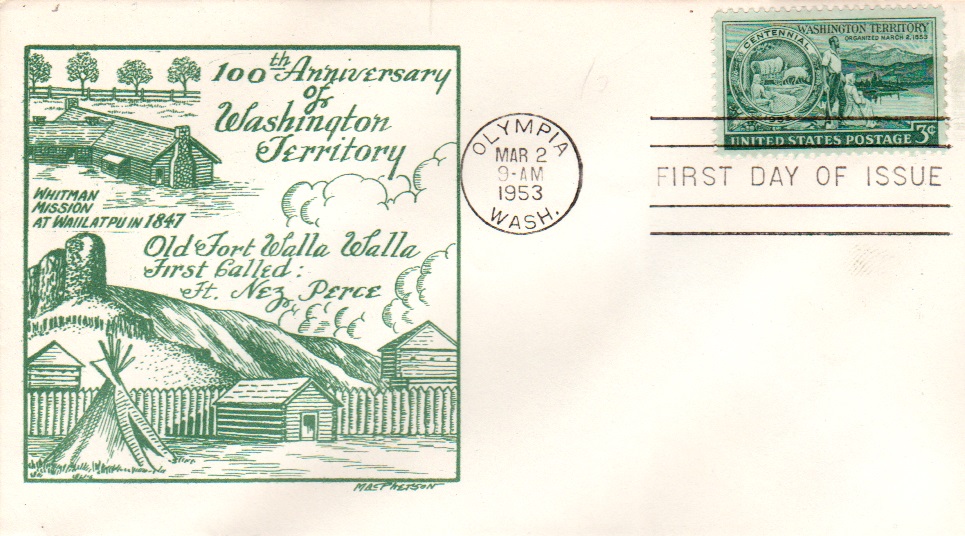 100th Anniversary
of
Washington
Territory
WHITMAN
MISSION
AT WAIILATPU IN 1847
Old Fort Walla Walla
First Called:
Ft. Nez Perce
MACPHERSON
OLYMPIA
MAR 2
9-AM
1953
WASH.
WASHINGTON TERRITORY
ORGANIZED MARCH 2, 1853
CENTENNIAL
1953
UNITED STATES POSTAGE 3¢
FIRST DAY OF ISSUE